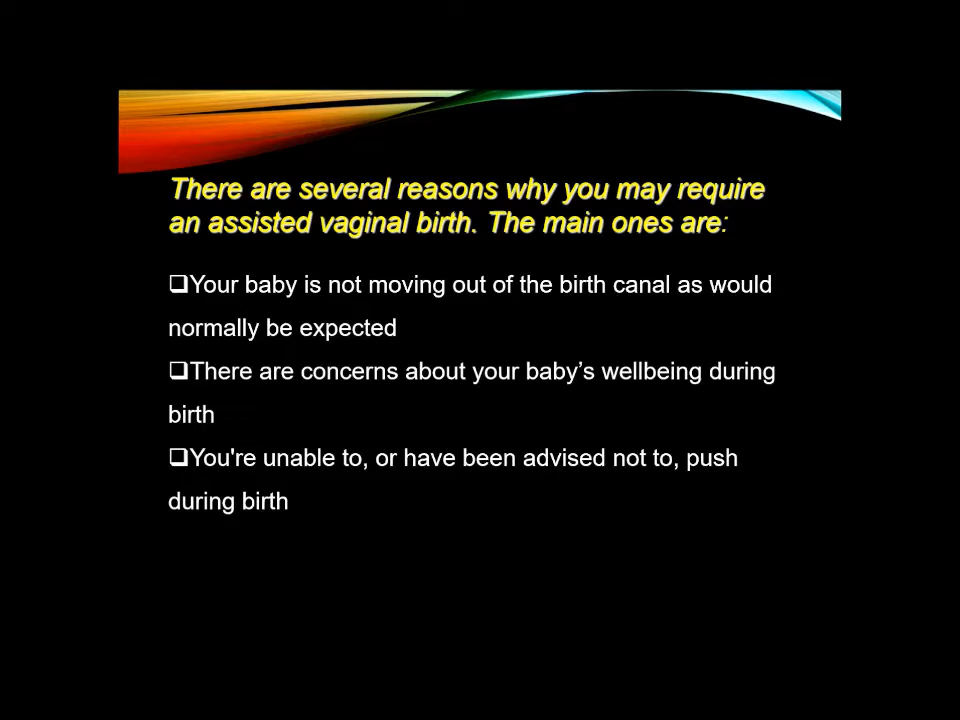 There are several reasons why you may require
an assisted vaginal birth. The main ones are:
❑Your baby is not moving out of the birth canal as would
normally be expected
❑There are concerns about your baby’s wellbeing during
birth
❑You're unable to, or have been advised not to, push
during birth